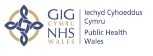 GIG
CYMRU
NHS
WALES
Iechyd Cyhoeddus
Cymru
Public Health
Wales